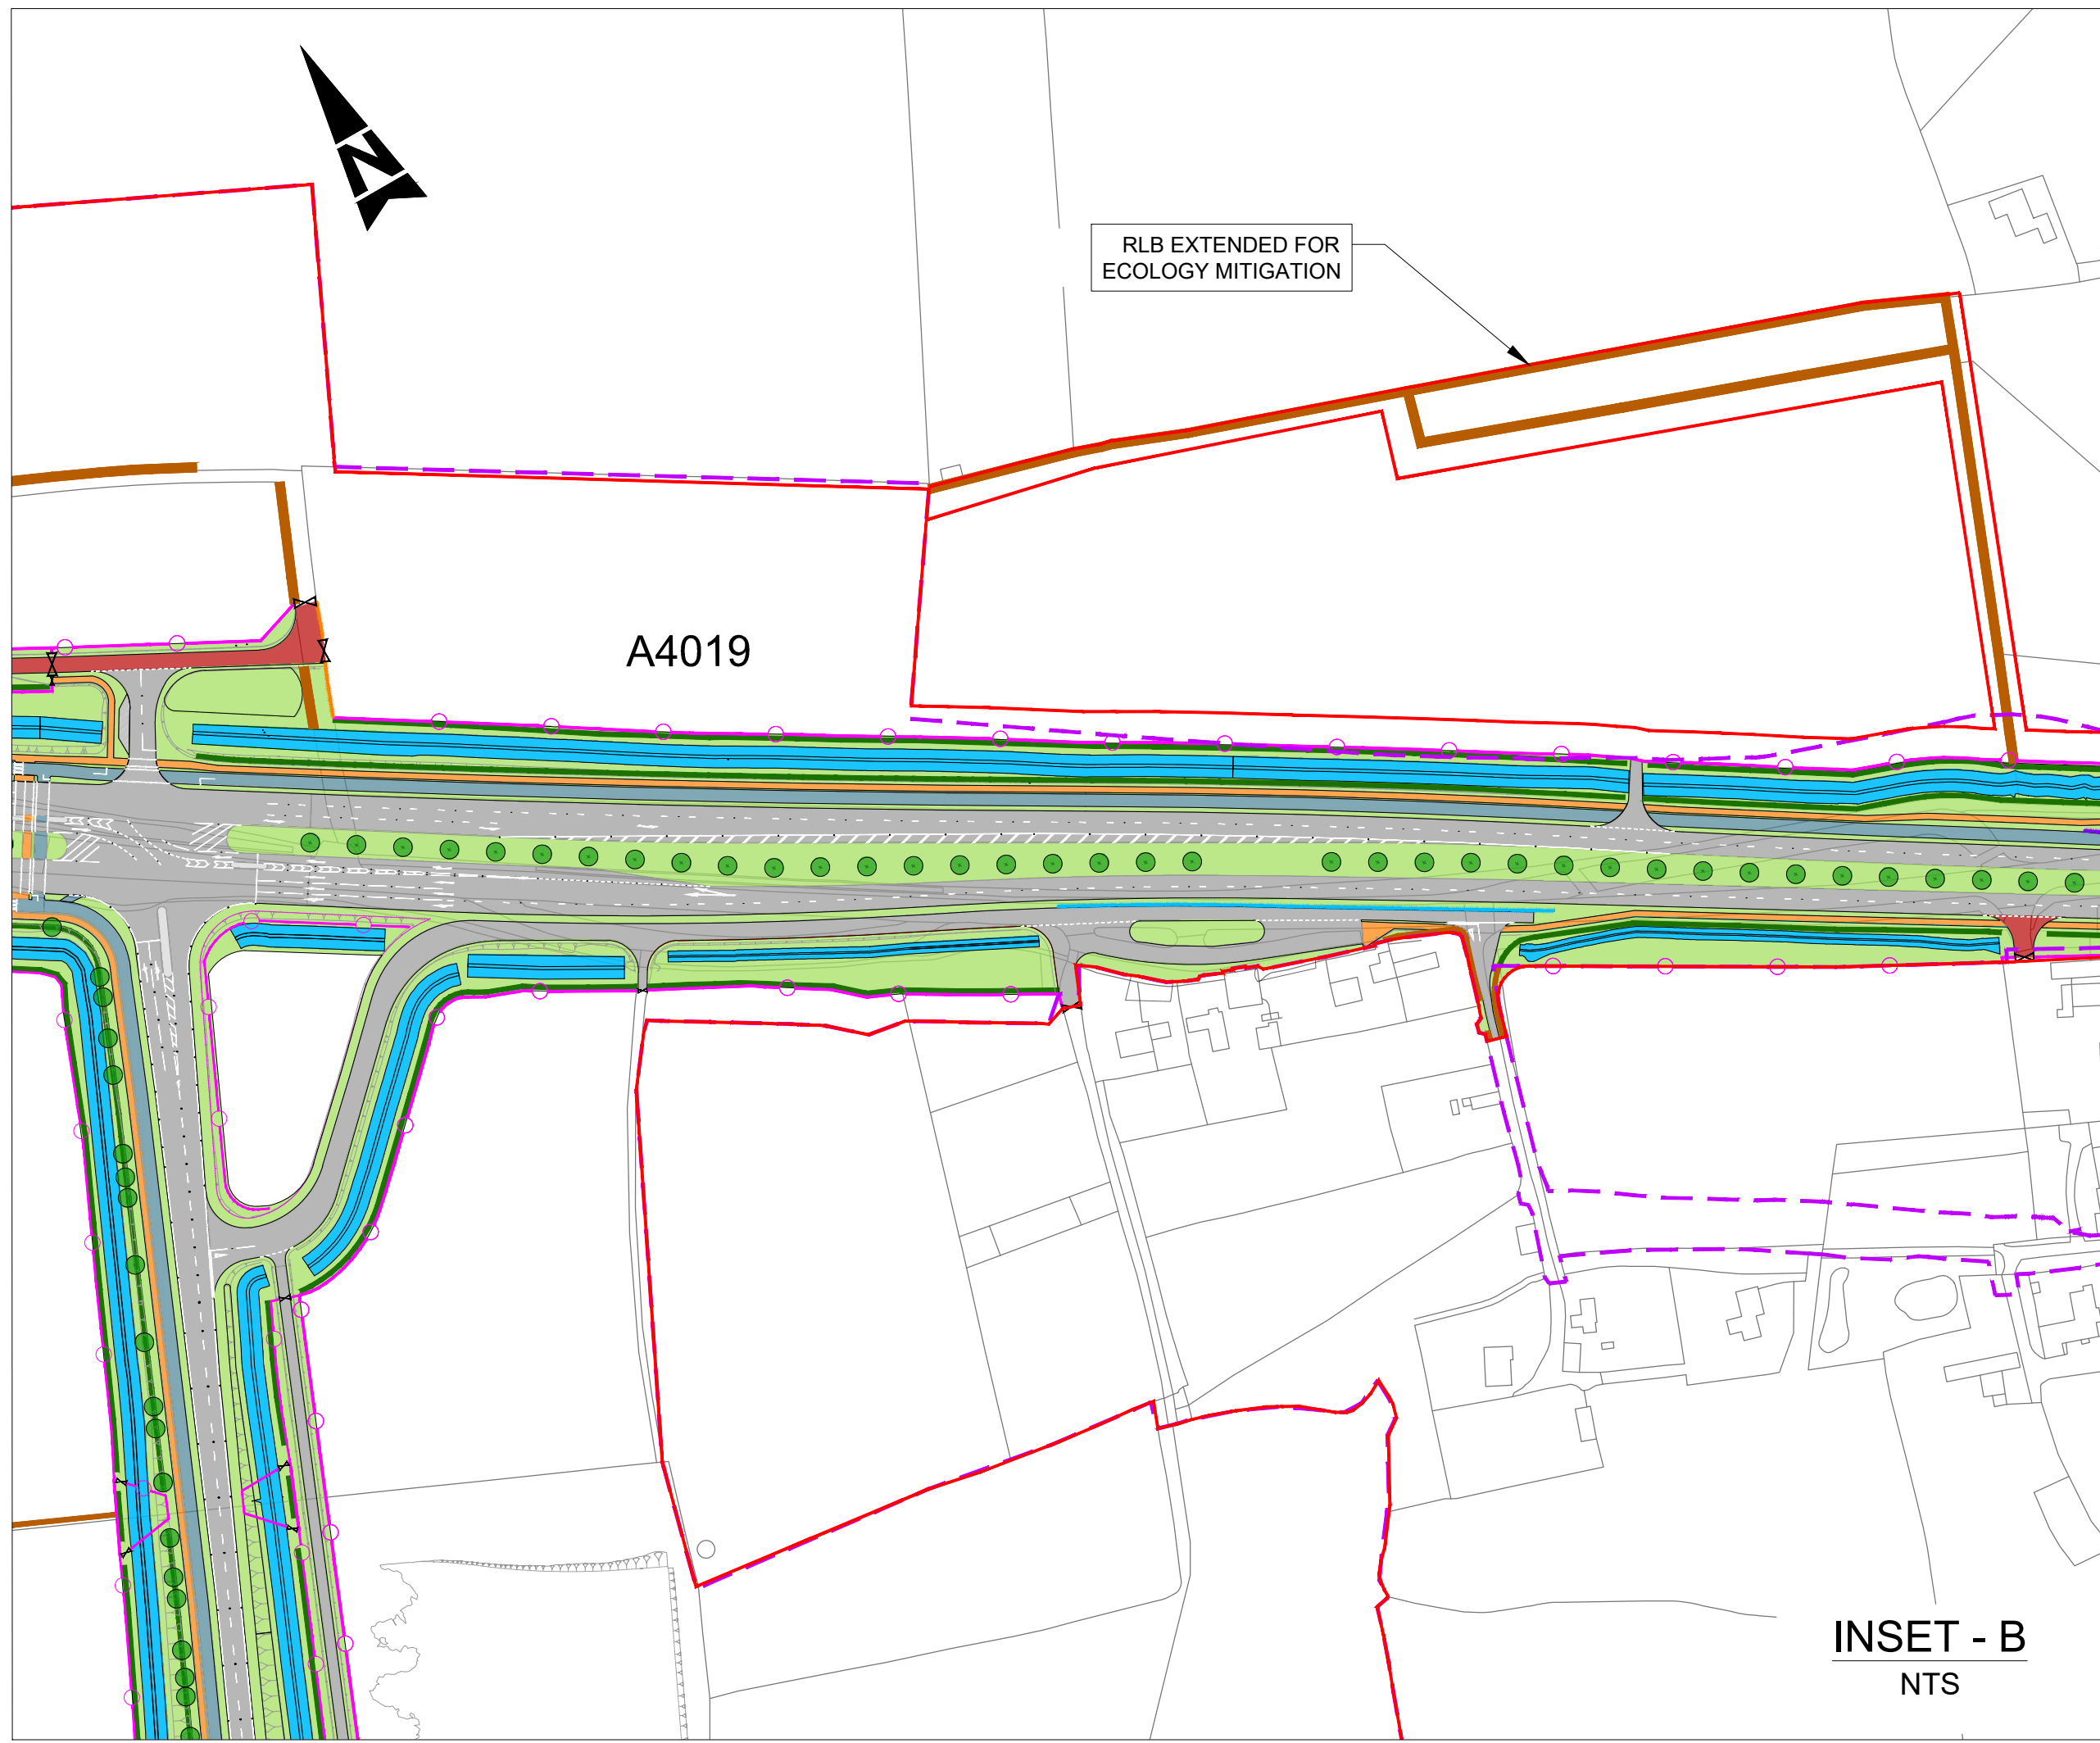 N
RLB EXTENDED FOR
ECOLOGY MITIGATION
A4019
INSET - B
NTS